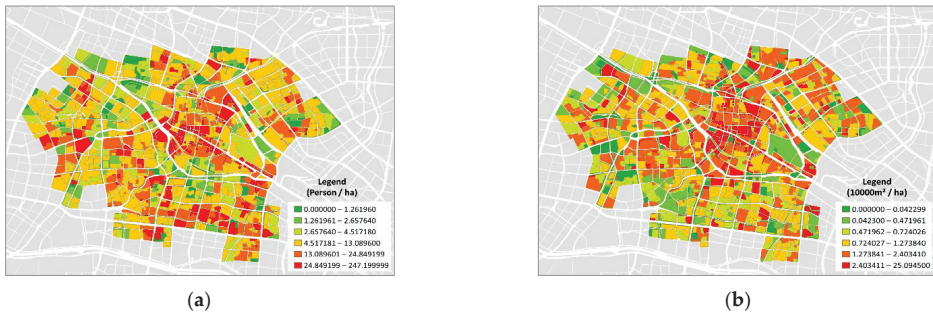 Legend
(Person / ha)
0.000000 – 1.261960
1.261961 – 2.657640
2.657640 – 4.517180
4.517181 – 13.089600
13.089601 – 24.849199
24.849199 – 247.199999
(a)
Legend
(10000m² / ha)
0.000000 – 0.042299
0.042300 – 0.471961
0.471962 – 0.724026
0.724027 – 1.273840
1.273841 – 2.403410
2.403411 – 25.094500
(b)